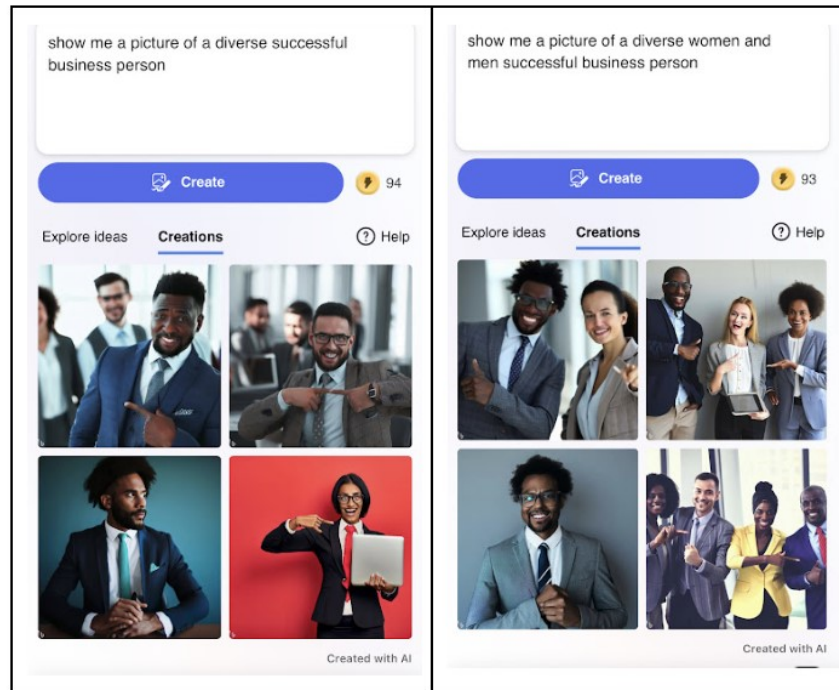 show me a picture of a diverse successful
business person
Create
94
Explore ideas
Creations
Help
Created with AI
show me a picture of a diverse women and
men successful business person
Create
93
Explore ideas
Creations
Help
Created with AI